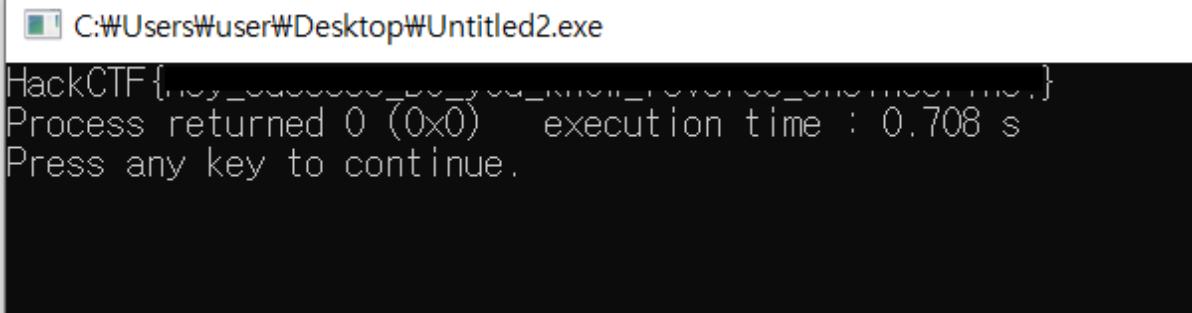 C:₩Users₩user₩Desktop₩Untitled2.exe
HackCTF{ }
Process returned 0 (0x0) execution time : 0.708 s
Press any key to continue.